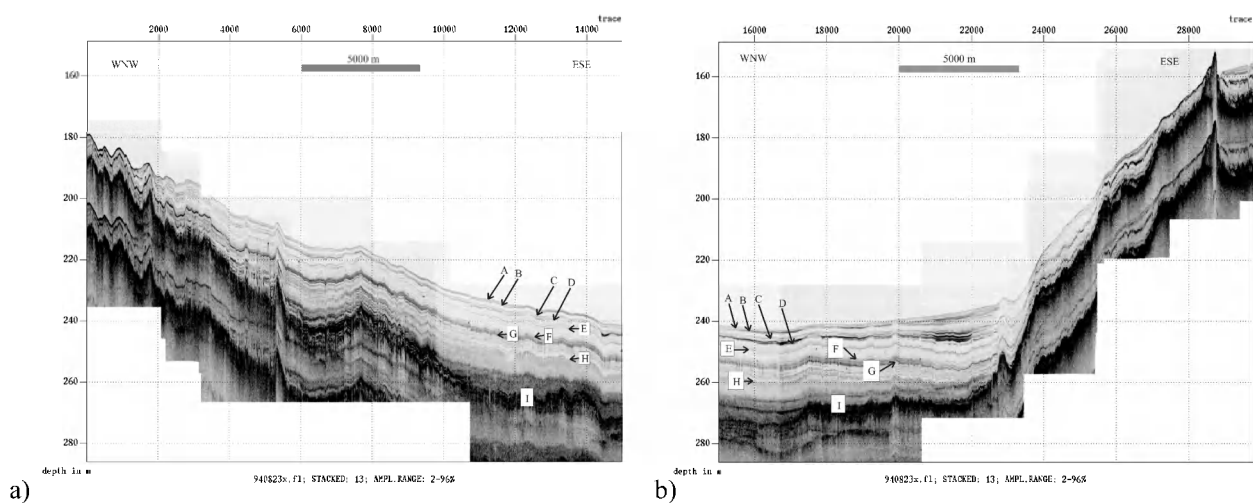 trace
2000 4000 6000 8000 10000 12000 14000
WNW 5000 m ESE
160
180
200
220
240
260
280
A B C D
E
G F
H
I
depth in m
940823x.fl; STACKED: 13; AMPL.RANGE: 2-96%
a)
trace
16000 18000 20000 22000 24000 26000 28000
WNW 5000 m ESE
160
180
200
220
240
260
280
A B C D
E F
G
H
I
depth in m
940823x.fl; STACKED: 13; AMPL.RANGE: 2-96%
b)